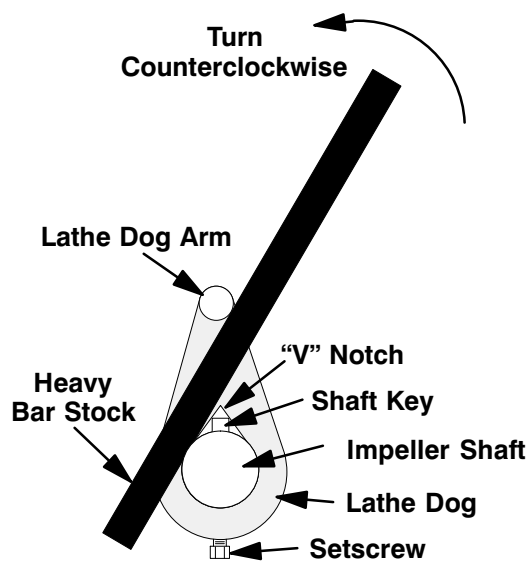 Turn
Counterclockwise
Lathe Dog Arm
“V” Notch
Heavy
Bar Stock
Shaft Key
Impeller Shaft
Lathe Dog
Setscrew